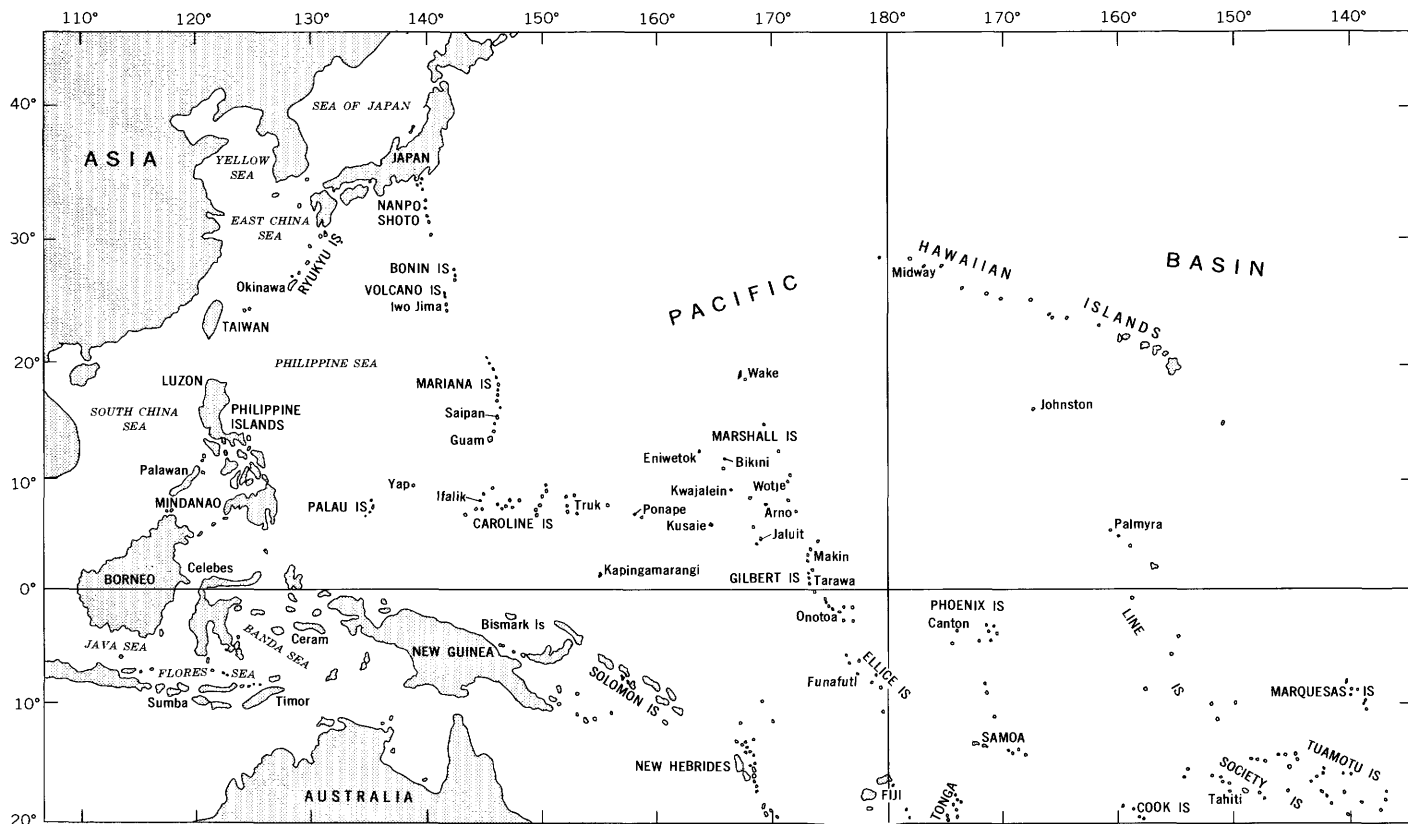 110° 120° 130° 140° 150° 160° 170° 180° 170° 160° 150° 140°
40°
30°
20°
10°
0°
10°
20°
ASIA
SEA OF JAPAN
JAPAN
YELLOW
SEA
EAST CHINA
SEA
NANPO
SHOTO
RYUKYU IS
Okinawa
BONIN IS
VOLCANO IS
Iwo Jima
TAIWAN
PACIFIC
BASIN
HAWAIIAN
ISLANDS
Midway
PHILIPPINE SEA
LUZON
SOUTH CHINA
SEA
PHILIPPINE
ISLANDS
MARIANA IS
Saipan
Guam
Wake
Johnston
MARSHALL IS
Eniwetok
Bikini
Palawan
MINDANAO
Yap
PALAU IS
Ifalik
CAROLINE IS
Truk
Ponape
Kwajalein
Wotje
Kusaie
Arno
Jaluit
Palmyra
Makin
BORNEO
Celebes
Kapingamarangi
GILBERT IS
Tarawa
Onotoa
PHOENIX IS
Canton
LINE
IS
JAVA SEA
BANDA SEA
Ceram
NEW GUINEA
Bismark Is
FLORES SEA
Sumba
Timor
SOLOMON IS
ELLICE IS
Funafuti
MARQUESAS IS
SAMOA
NEW HEBRIDES
FIJI
TONGA
COOK IS
SOCIETY
IS
Tahiti
TUAMOTU IS
AUSTRALIA